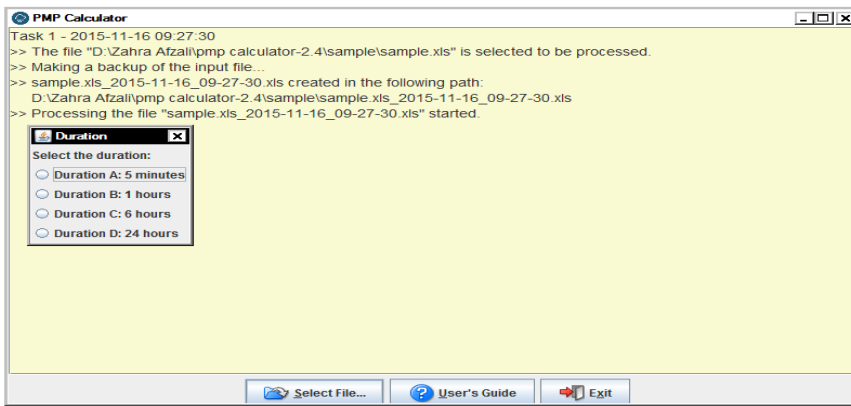 PMP Calculator
Task 1 - 2015-11-16 09:27:30
>> The file "D:\Zahra Afzali\pmp calculator-2.4\sample\sample.xls" is selected to be processed.
>> Making a backup of the input file...
>> sample.xls_2015-11-16_09-27-30.xls created in the following path:
D:\Zahra Afzali\pmp calculator-2.4\sample\sample.xls_2015-11-16_09-27-30.xls
>> Processing the file "sample.xls_2015-11-16_09-27-30.xls" started.
Duration
Select the duration:
Duration A: 5 minutes
Duration B: 1 hours
Duration C: 6 hours
Duration D: 24 hours
Select File... User's Guide Exit